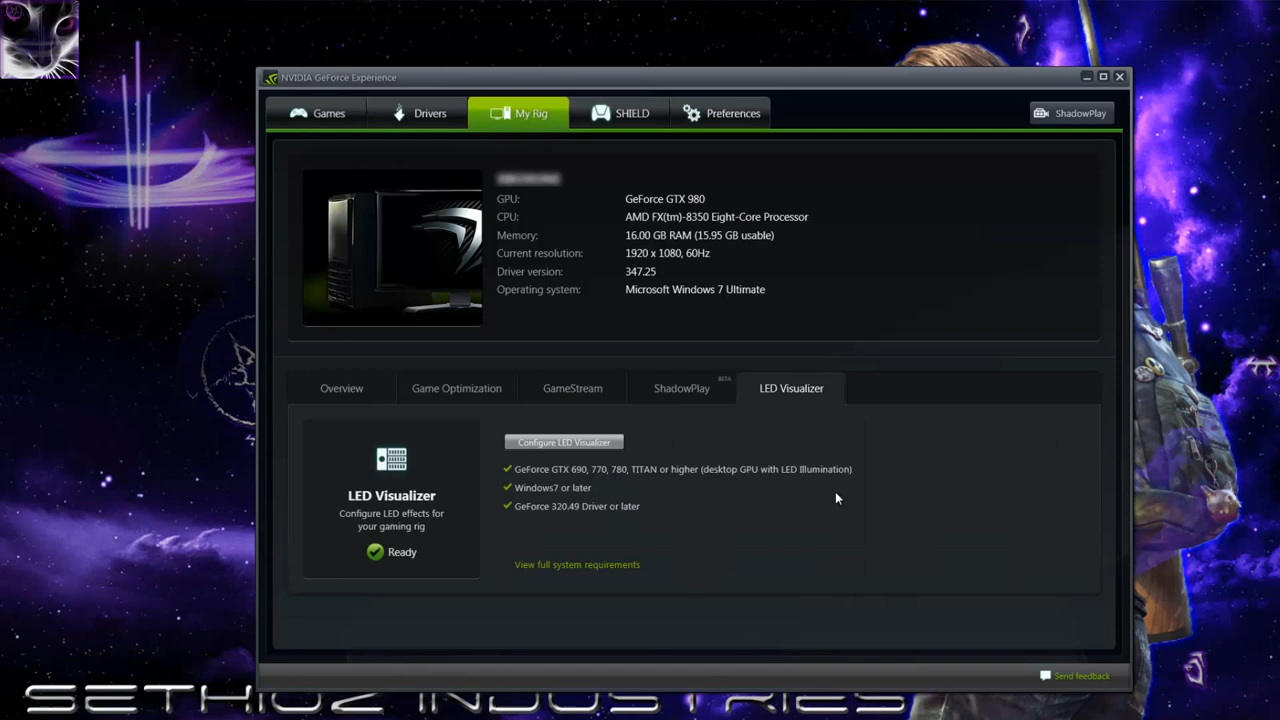 NVIDIA GeForce Experience
Games
Drivers
My Rig
SHIELD
Preferences
ShadowPlay
GPU: GeForce GTX 980
CPU: AMD FX(tm)-8350 Eight-Core Processor
Memory: 16.00 GB RAM (15.95 GB usable)
Current resolution: 1920 x 1080, 60Hz
Driver version: 347.25
Operating system: Microsoft Windows 7 Ultimate
Overview
Game Optimization
GameStream
ShadowPlay BETA
LED Visualizer
LED Visualizer
Configure LED effects for
your gaming rig
Ready
Configure LED Visualizer
GeForce GTX 690, 770, 780, TITAN or higher (desktop GPU with LED Illumination)
Windows7 or later
GeForce 320.49 Driver or later
View full system requirements
Send feedback
SETHIOZ INDUSTRIES